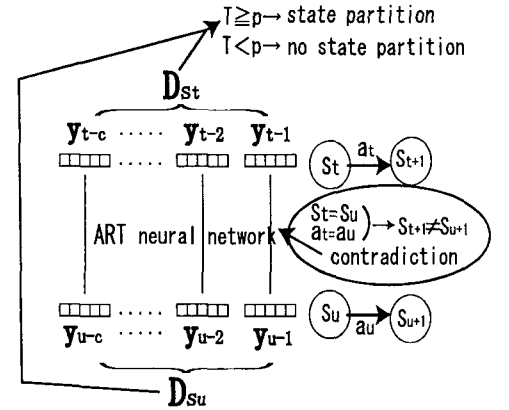 T≧p→ state partition
T<p→ no state partition
DSt
yt-c ····· yt-2 yt-1
St at St+1
St=Su
at=au
→ St+1≠Su+1
contradiction
ART neural network
Su au Su+1
yu-c ····· yu-2 yu-1
DSu